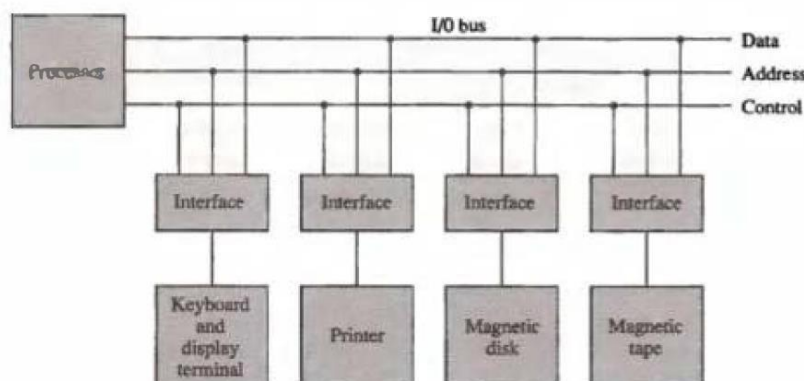 I/0 bus
Data
Processor
Address
Control
Interface Interface Interface Interface
Keyboard
and
display
terminal
Printer
Magnetic
disk
Magnetic
tape